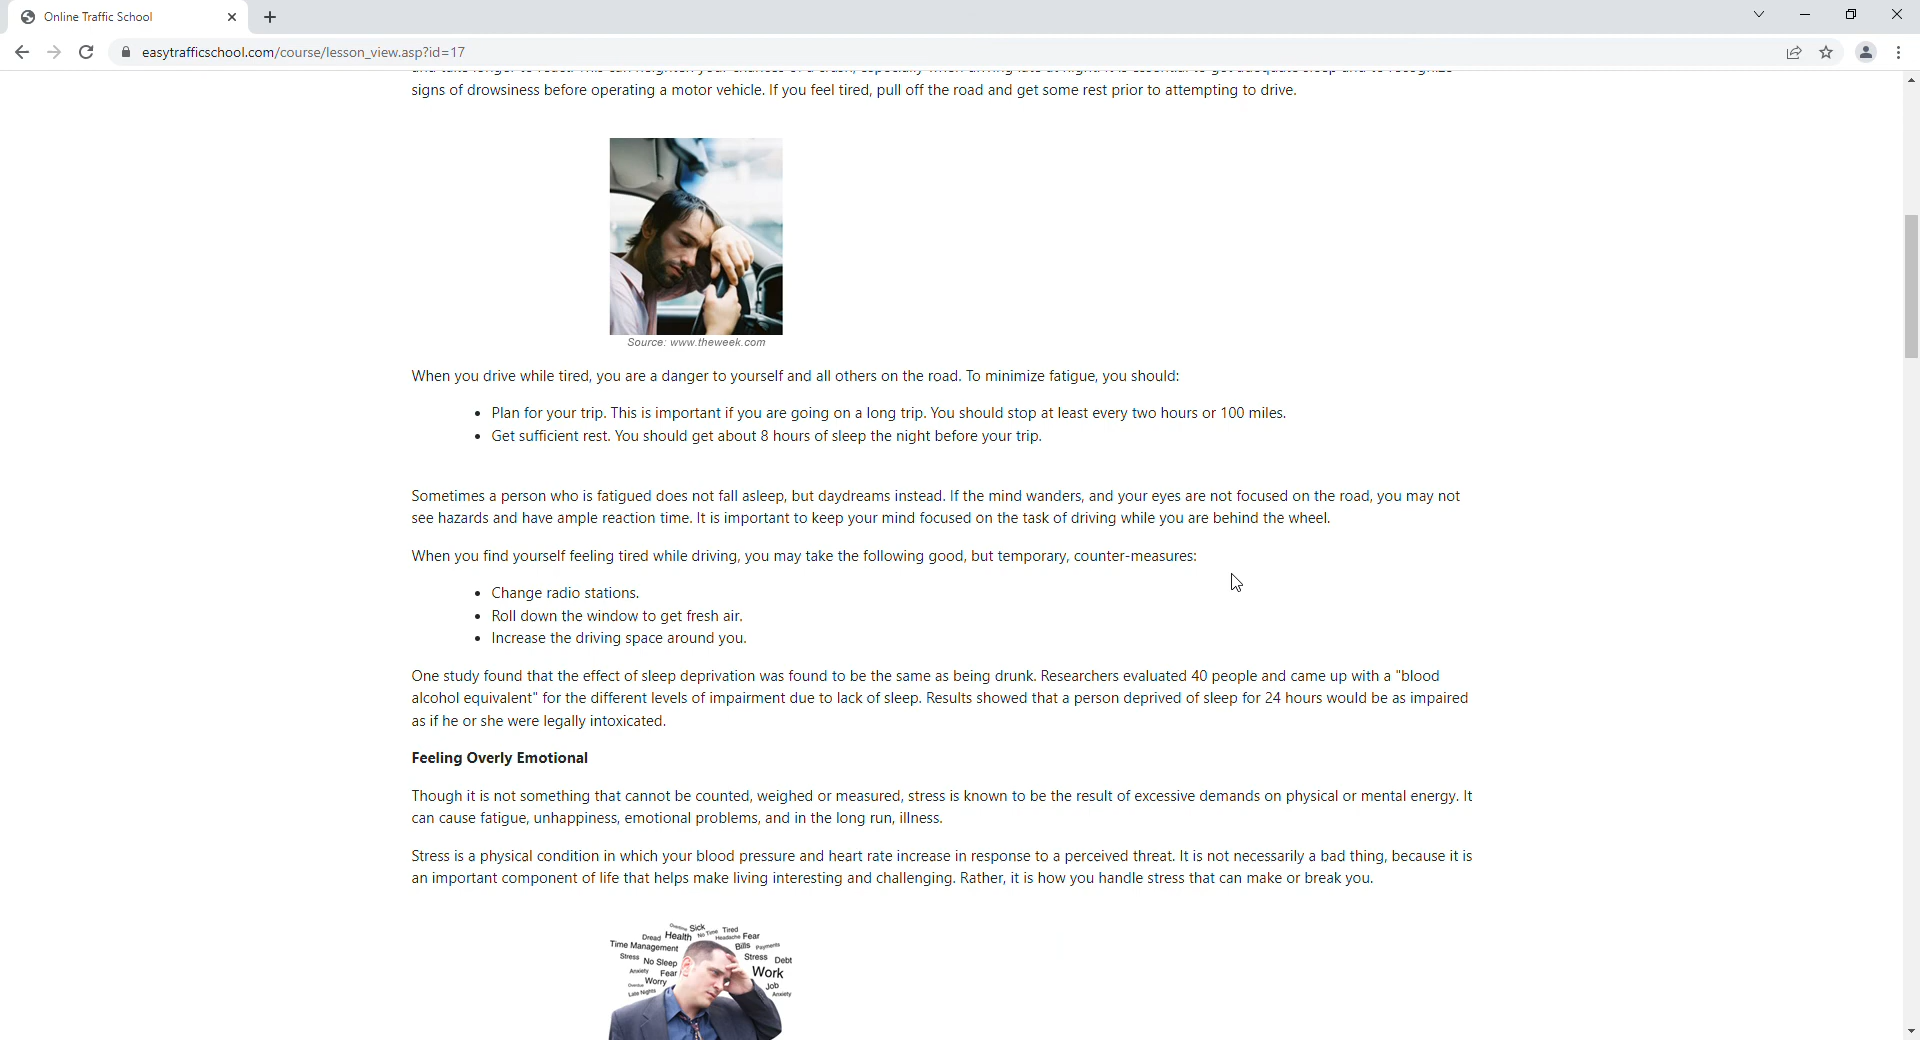 Online Traffic School
easytrafficschool.com/course/lesson_view.asp?id=17
signs of drowsiness before operating a motor vehicle. If you feel tired, pull off the road and get some rest prior to attempting to drive.
Source: www.theweek.com
When you drive while tired, you are a danger to yourself and all others on the road. To minimize fatigue, you should:
• Plan for your trip. This is important if you are going on a long trip. You should stop at least every two hours or 100 miles.
• Get sufficient rest. You should get about 8 hours of sleep the night before your trip.
Sometimes a person who is fatigued does not fall asleep, but daydreams instead. If the mind wanders, and your eyes are not focused on the road, you may not
see hazards and have ample reaction time. It is important to keep your mind focused on the task of driving while you are behind the wheel.
When you find yourself feeling tired while driving, you may take the following good, but temporary, counter-measures:
• Change radio stations.
• Roll down the window to get fresh air.
• Increase the driving space around you.
One study found that the effect of sleep deprivation was found to be the same as being drunk. Researchers evaluated 40 people and came up with a "blood
alcohol equivalent" for the different levels of impairment due to lack of sleep. Results showed that a person deprived of sleep for 24 hours would be as impaired
as if he or she were legally intoxicated.
Feeling Overly Emotional
Though it is not something that cannot be counted, weighed or measured, stress is known to be the result of excessive demands on physical or mental energy. It
can cause fatigue, unhappiness, emotional problems, and in the long run, illness.
Stress is a physical condition in which your blood pressure and heart rate increase in response to a perceived threat. It is not necessarily a bad thing, because it is
an important component of life that helps make living interesting and challenging. Rather, it is how you handle stress that can make or break you.
Overtime Sick No Time Tired
Dread Health Headache Fear
Time Management Bills Payments
Stress No Sleep Stress Debt
Anxiety Fear Work
Worry Job
Overdue Late Nights Anxiety